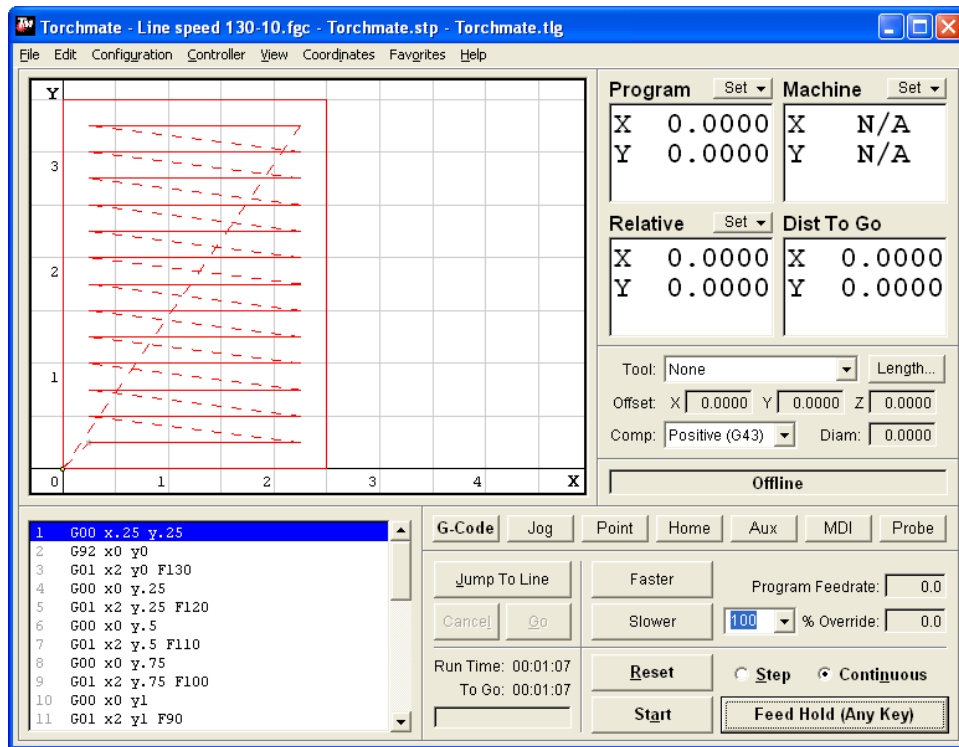 Torchmate - Line speed 130-10.fgc - Torchmate.stp - Torchmate.tlg
File Edit Configuration Controller View Coordinates Favorites Help
Y
3
2
1
0 1 2 3 4 X
Program Set
X 0.0000
Y 0.0000
Machine Set
X N/A
Y N/A
Relative Set
X 0.0000
Y 0.0000
Dist To Go
X 0.0000
Y 0.0000
Tool: None Length...
Offset: X 0.0000 Y 0.0000 Z 0.0000
Comp: Positive (G43) Diam: 0.0000
Offline
1 G00 x.25 y.25
2 G92 x0 y0
3 G01 x2 y0 F130
4 G00 x0 y.25
5 G01 x2 y.25 F120
6 G00 x0 y.5
7 G01 x2 y.5 F110
8 G00 x0 y.75
9 G01 x2 y.75 F100
10 G00 x0 y1
11 G01 x2 y1 F90
G-Code Jog Point Home Aux MDI Probe
Jump To Line
Cancel Go
Run Time: 00:01:07
To Go: 00:01:07
Faster
Slower
Program Feedrate: 0.0
100 % Override: 0.0
Reset
Step Continuous
Start
Feed Hold (Any Key)